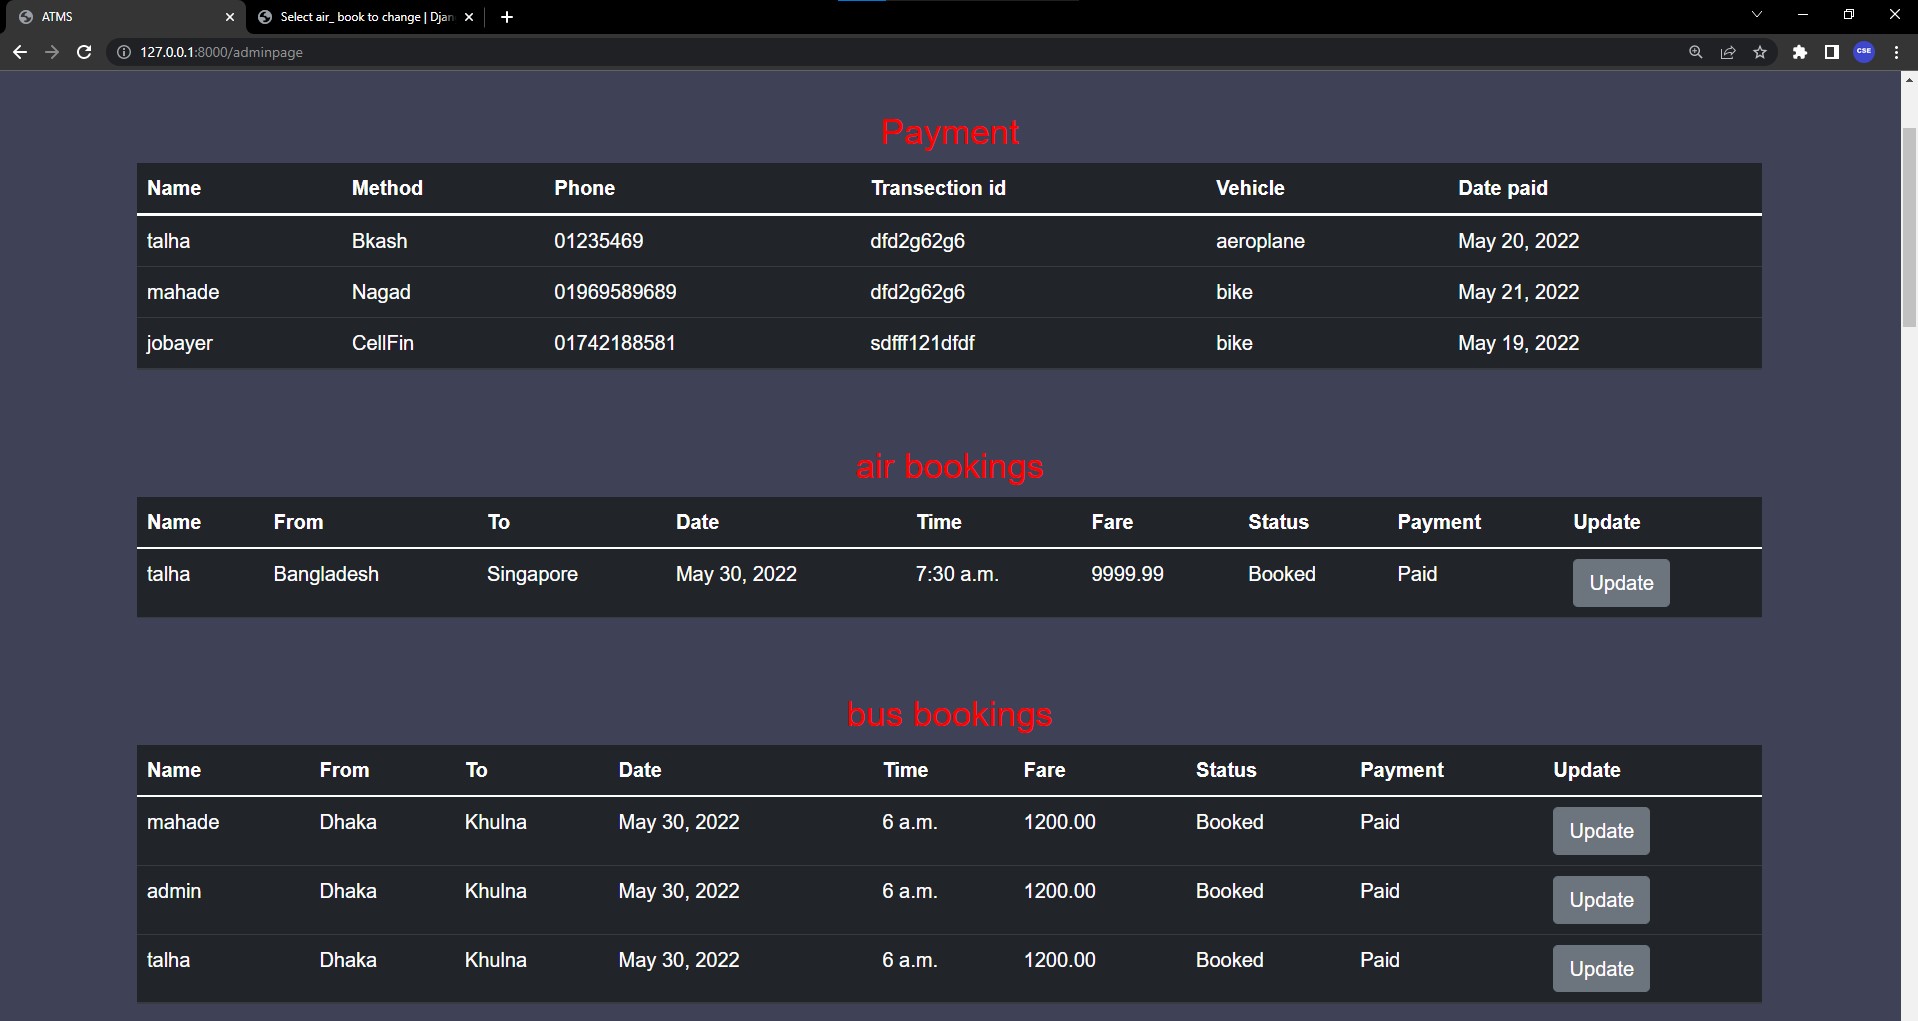 ATMS
Select air_ book to change | Djan
127.0.0.1:8000/adminpage
CSE
Payment
Name Method Phone Transection id Vehicle Date paid
talha Bkash 01235469 dfd2g62g6 aeroplane May 20, 2022
mahade Nagad 01969589689 dfd2g62g6 bike May 21, 2022
jobayer CellFin 01742188581 sdfff121dfdf bike May 19, 2022
air bookings
Name From To Date Time Fare Status Payment Update
talha Bangladesh Singapore May 30, 2022 7:30 a.m. 9999.99 Booked Paid Update
bus bookings
Name From To Date Time Fare Status Payment Update
mahade Dhaka Khulna May 30, 2022 6 a.m. 1200.00 Booked Paid Update
admin Dhaka Khulna May 30, 2022 6 a.m. 1200.00 Booked Paid Update
talha Dhaka Khulna May 30, 2022 6 a.m. 1200.00 Booked Paid Update